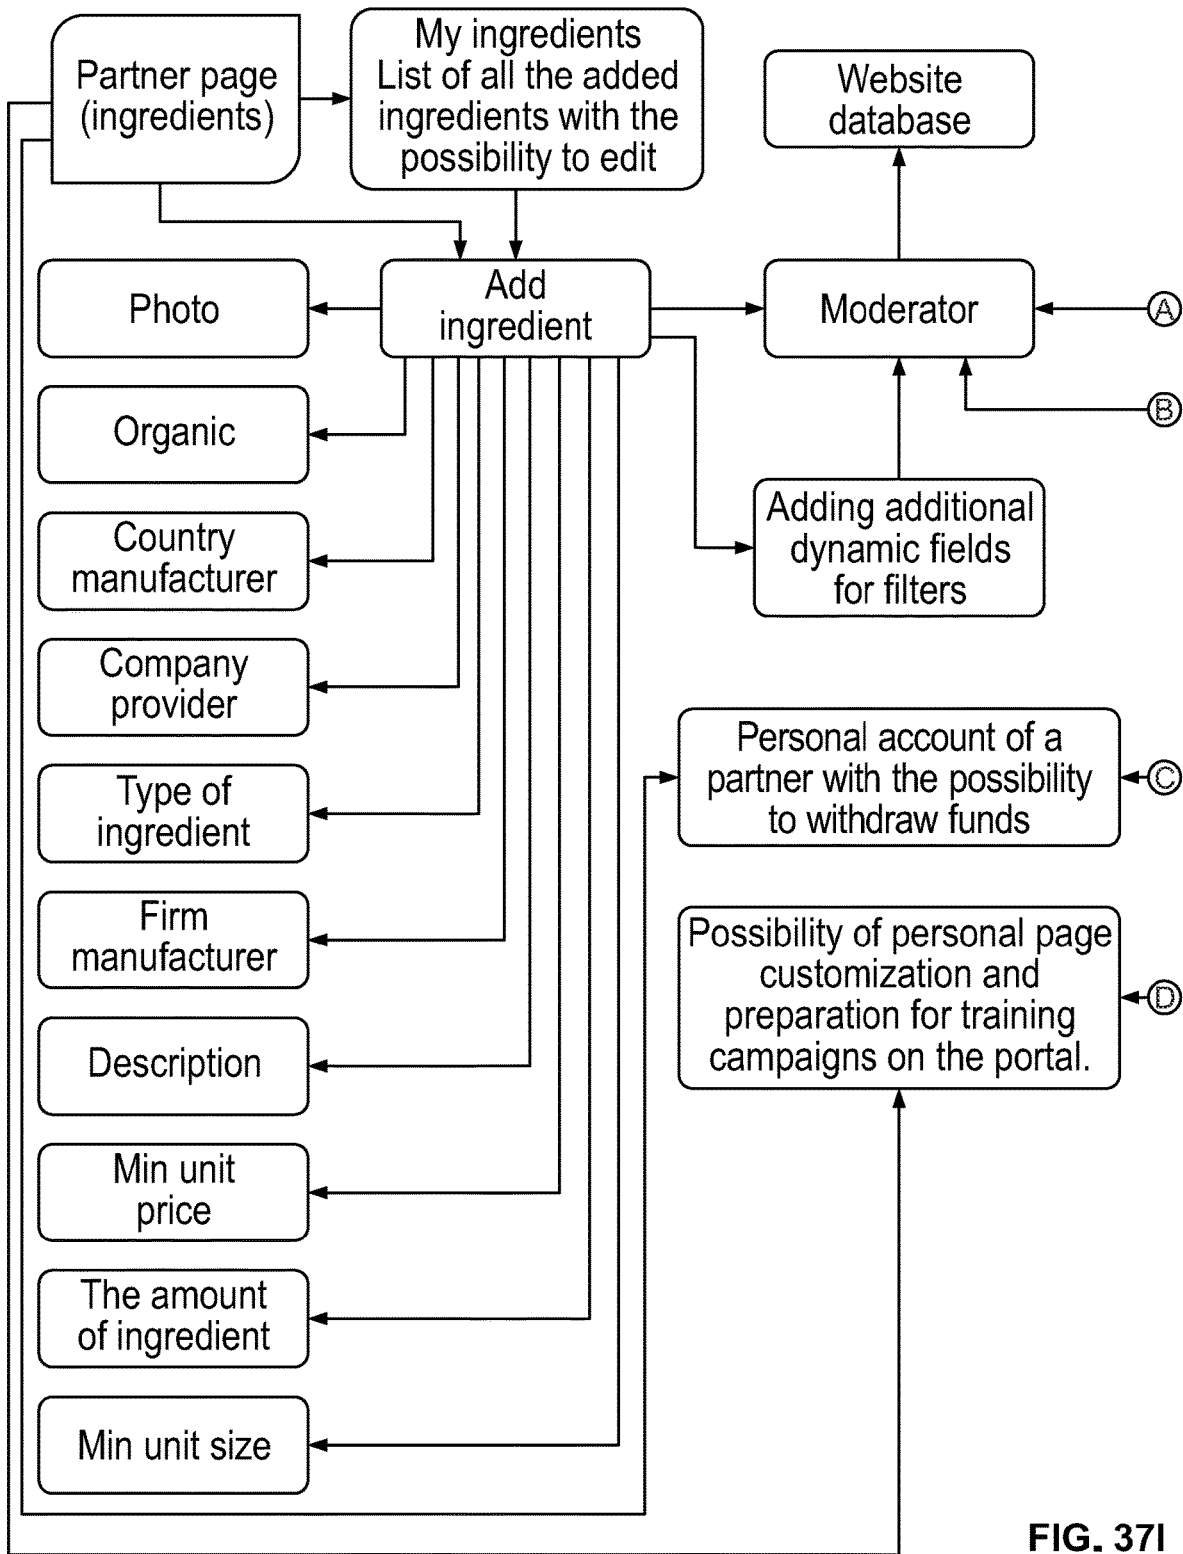 Partner page
(ingredients)
My ingredients
List of all the added
ingredients with the
possibility to edit
Website
database
Photo
Add
ingredient
Moderator
A
B
Organic
Adding additional
dynamic fields
for filters
Country
manufacturer
Company
provider
Personal account of a
partner with the possibility
to withdraw funds
C
Type of
ingredient
Firm
manufacturer
Possibility of personal page
customization and
preparation for training
campaigns on the portal.
D
Description
Min unit
price
The amount
of ingredient
Min unit size
FIG. 37I